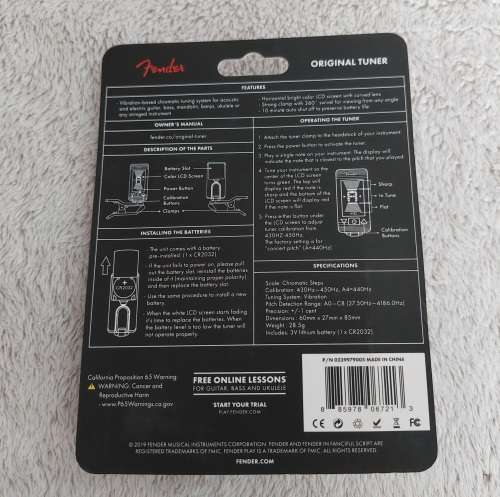 Fender
ORIGINAL TUNER
FEATURES
- Vibration-based chromatic tuning system for acoustic
and electric guitar, bass, mandolin, banjo, ukulele or
any stringed instrument
- Horizontal bright color LCD screen with curved lens
- Strong clamp with 360° swivel for viewing from any angle
- 10 minute auto shut off to preserve battery life
OWNER'S MANUAL
fender.co/original-tuner
DESCRIPTION OF THE PARTS
Battery Slot
Color LCD Screen
Power Button
Calibration
Buttons
Clamps
INSTALLING THE BATTERIES
CR2032
- The unit comes with a battery
pre-installed (1 x CR2032)
- If the unit fails to power on, please pull
out the battery slot, reinstall the batteries
inside of it (maintaining proper polarity)
and then replace the battery slot
- Use the same procedure to install a new
battery.
- When the white LCD screen starts fading
it's time to replace the batteries. When
the battery level is too low the tuner will
not operate properly.
OPERATING THE TUNER
1 Attach the tuner clamp to the headstock of your instrument
2 Press the power button to activate the tuner.
3 Play a single note on your instrument. The display will
indicate the note that is closest to the pitch that you played.
4 Tune your instrument so the
center of the LCD screen
turns green. The top will
display red if the note is
sharp and the bottom of the
LCD screen will display red
if the note is flat.
5 Press either button
under the LCD screen to adjust
tuner calibration from
430HZ-450Hz.
The factory setting is for
"concert pitch" (A=440Hz)
Sharp
In Tune
Flat
Calibration
Buttons
SPECIFICATIONS
Scale: Chromatic Steps
Calibration: 430Hz-450Hz, A4=440Hz
Tuning System: Vibration
Pitch Detection Range: A0-C8 (27.50Hz-4186.0Hz)
Precision: +/-1 cent
Dimensions: 60mm x 27mm x 85mm
Weight: 28.5g
Includes: 3V lithium battery (1 x CR2032)
California Proposition 65 Warning
WARNING: Cancer and
Reproductive Harm
- www.P65Warnings.ca.gov
FREE ONLINE LESSONS
FOR GUITAR, BASS AND UKULELE
START YOUR TRIAL
PLAY.FENDER.COM
P/N 0239979005 MADE IN CHINA
8 85978 08721 3
CE FC
© 2019 FENDER MUSICAL INSTRUMENTS CORPORATION. FENDER AND FENDER IN FANCIFUL SCRIPT ARE
REGISTERED TRADEMARKS OF FMIC. FENDER PLAY IS A TRADEMARK OF FMIC. ALL RIGHTS RESERVED.
FENDER.COM